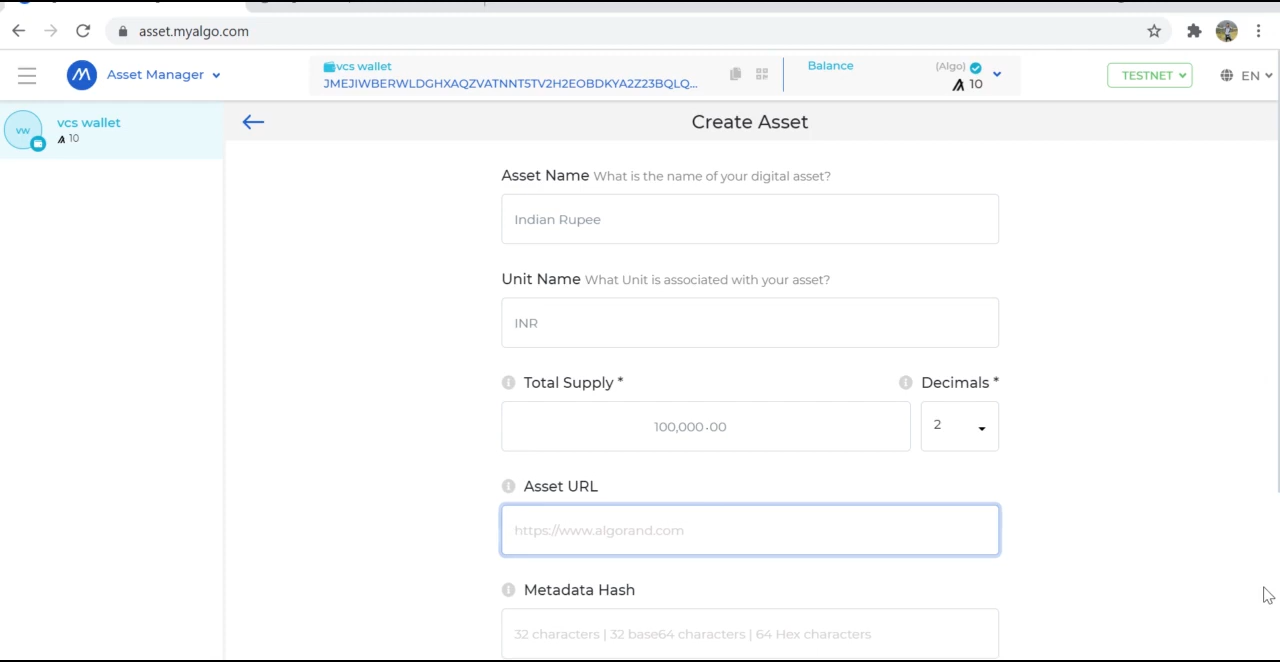 asset.myalgo.com
Asset Manager
vcs wallet
JMEJIWBERWLDGHXAQZVATNNT5TV2H2EOBDKYA2Z23BQLQ...
Balance
(Algo)
10
TESTNET
EN
VW
vcs wallet
10
Create Asset
Asset Name What is the name of your digital asset?
Indian Rupee
Unit Name What Unit is associated with your asset?
INR
Total Supply *
Decimals *
100,000.00
2
Asset URL
https://www.algorand.com
Metadata Hash
32 characters | 32 base64 characters | 64 Hex characters